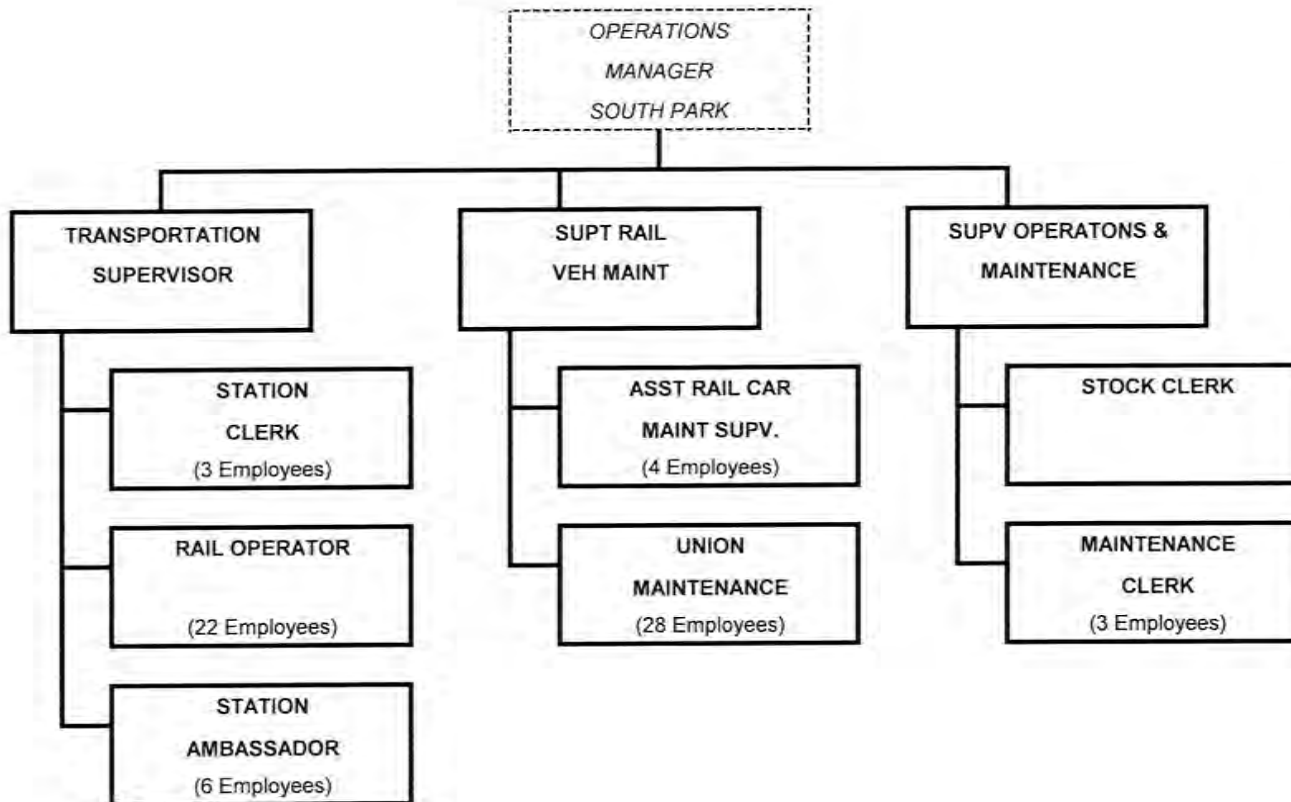 OPERATIONS
MANAGER
SOUTH PARK
TRANSPORTATION
SUPERVISOR
STATION
CLERK
(3 Employees)
RAIL OPERATOR
(22 Employees)
STATION
AMBASSADOR
(6 Employees)
SUPT RAIL
VEH MAINT
ASST RAIL CAR
MAINT SUPV.
(4 Employees)
UNION
MAINTENANCE
(28 Employees)
SUPV OPERATONS &
MAINTENANCE
STOCK CLERK
MAINTENANCE
CLERK
(3 Employees)